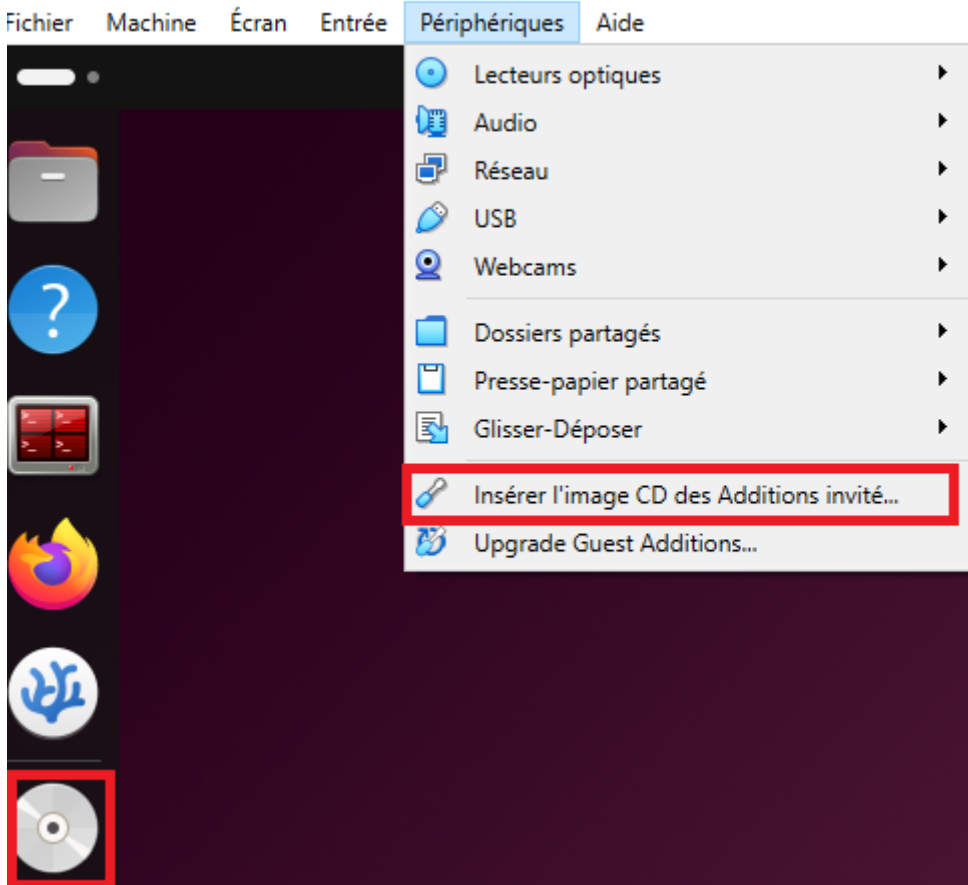 Fichier Machine Écran Entrée Périphériques Aide
Lecteurs optiques
Audio
Réseau
USB
Webcams
Dossiers partagés
Presse-papier partagé
Glisser-Déposer
Insérer l'image CD des Additions invité...
Upgrade Guest Additions...
?
>_ >_
>_ >_